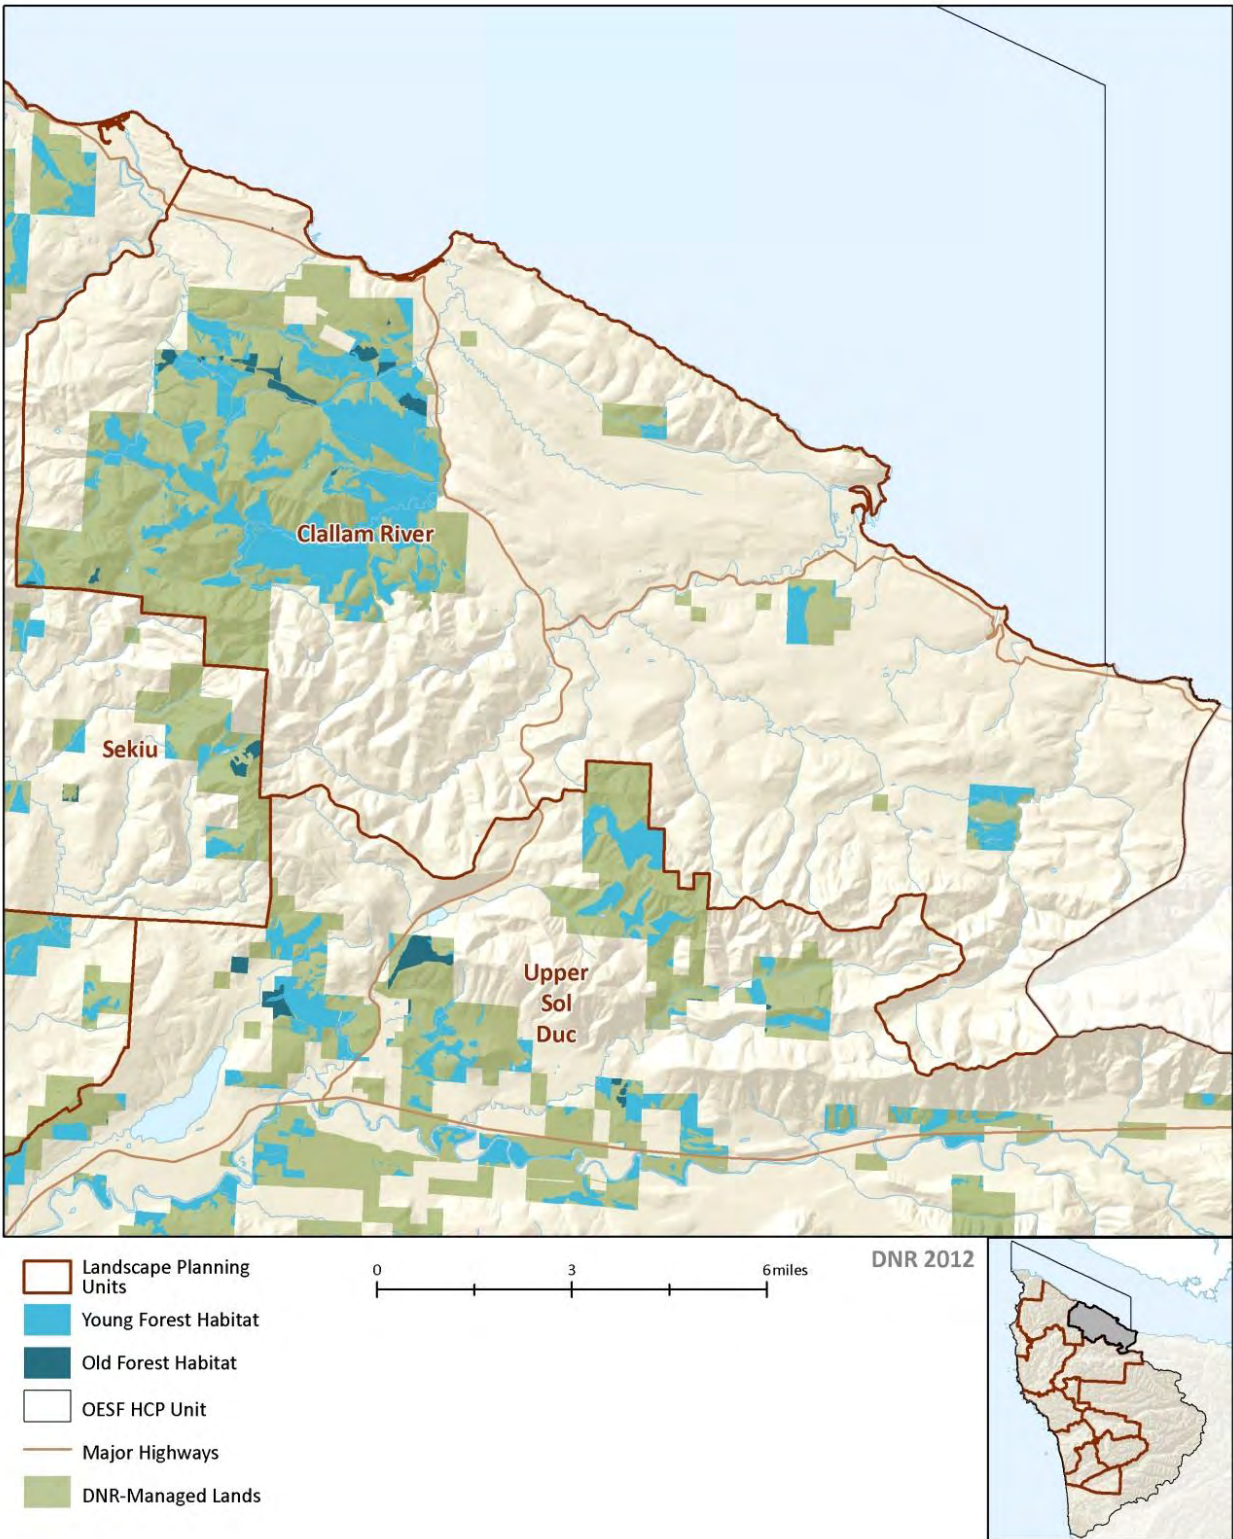 Clallam River
Sekiu
Upper
Sol
Duc
Landscape Planning
Units
Young Forest Habitat
Old Forest Habitat
OESF HCP Unit
Major Highways
DNR-Managed Lands
0 3 6 miles
DNR 2012